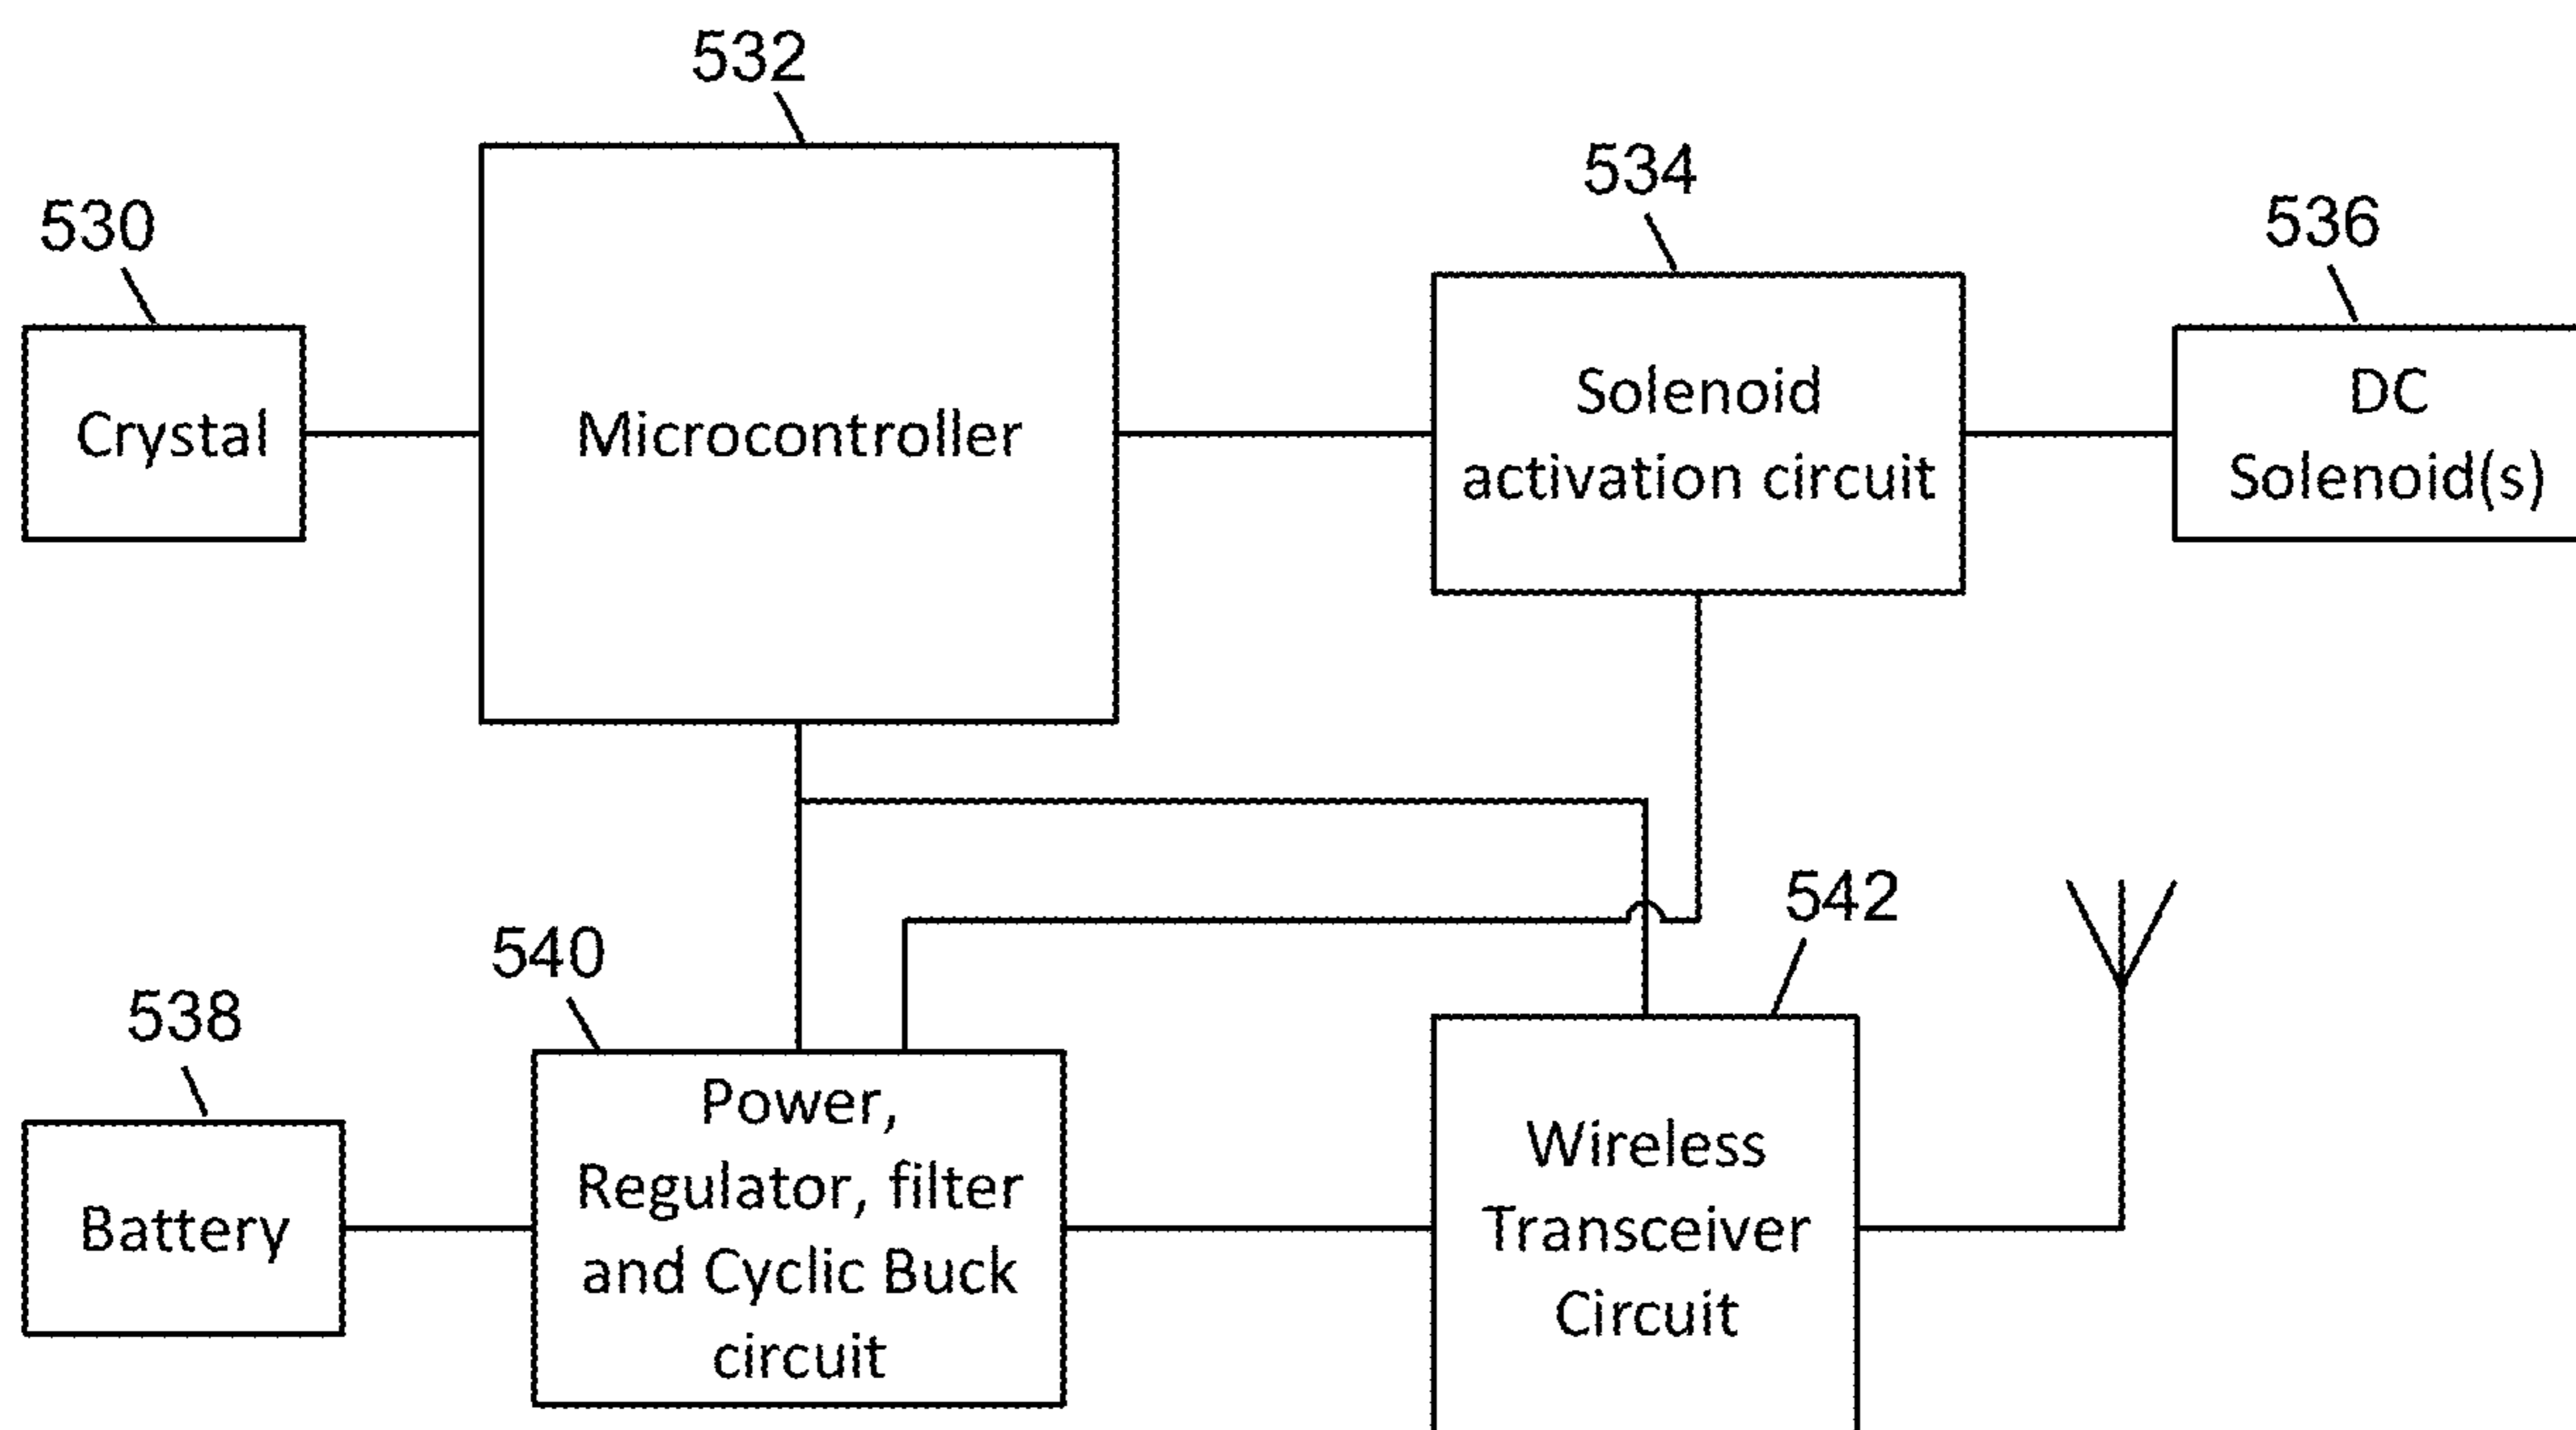 532
534
530
536
Crystal
Microcontroller
Solenoid
activation circuit
DC
Solenoid(s)
542
540
538
Power,
Regulator, filter
and Cyclic Buck
circuit
Battery
Wireless
Transceiver
Circuit